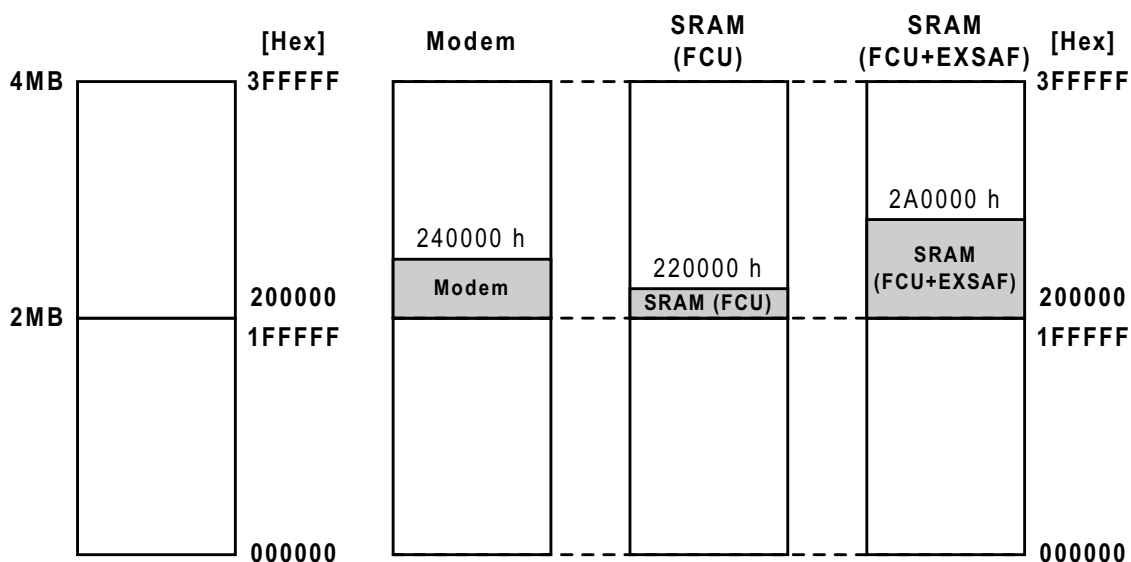 [Hex] Modem SRAM (FCU) SRAM (FCU+EXSAF) [Hex]
4MB 3FFFFF 3FFFFF
2A0000 h
240000 h
220000 h
SRAM (FCU+EXSAF)
Modem
SRAM (FCU)
200000 200000
2MB
1FFFFF 1FFFFF
000000 000000